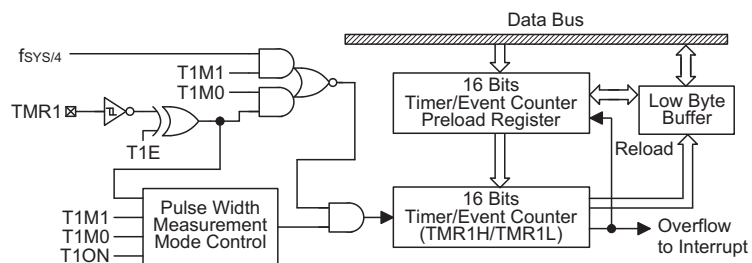 Data Bus
fSYS/4
T1M1
T1M0
TMR1
T1E
16 Bits
Timer/Event Counter
Preload Register
Low Byte
Buffer
Reload
T1M1
T1M0
T1ON
Pulse Width
Measurement
Mode Control
16 Bits
Timer/Event Counter
(TMR1H/TMR1L)
Overflow
to Interrupt